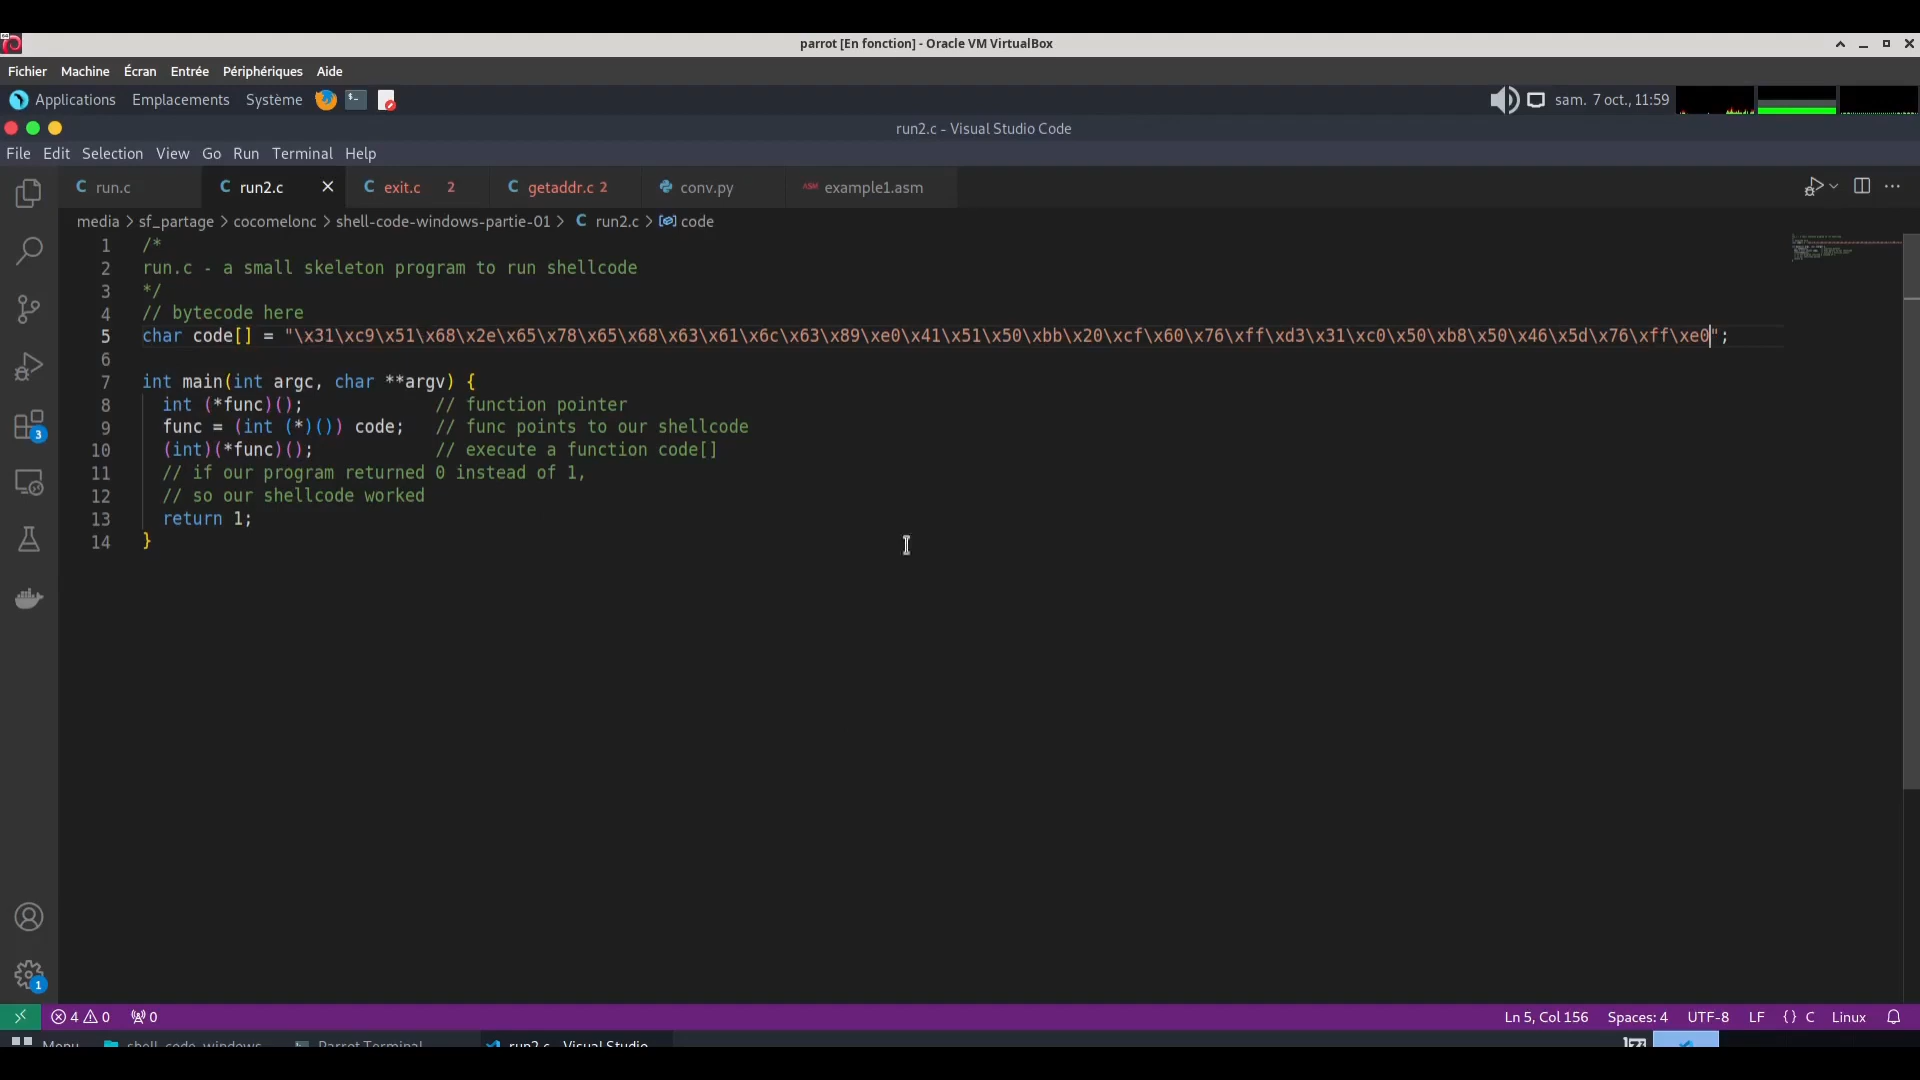 parrot [En fonction] - Oracle VM VirtualBox
Fichier Machine Écran Entrée Périphériques Aide
Applications Emplacements Système sam. 7 oct., 11:59
run2.c - Visual Studio Code
File Edit Selection View Go Run Terminal Help
C run.c C run2.c C exit.c 2 C getaddr.c 2 conv.py ASM example1.asm
media > sf_partage > cocomelonc > shell-code-windows-partie-01 > C run2.c > code
1 /*
2 run.c - a small skeleton program to run shellcode
3 */
4 // bytecode here
5 char code[] = "\x31\xc9\x51\x68\x2e\x65\x78\x65\x68\x63\x61\x6c\x63\x89\xe0\x41\x51\x50\xbb\x20\xcf\x60\x76\xff\xd3\x31\xc0\x50\xb8\x50\x46\x5d\x76\xff\xe0";
6
7 int main(int argc, char **argv) {
8 int (*func)(); // function pointer
9 func = (int (*)()) code; // func points to our shellcode
10 (int)(*func)(); // execute a function code[]
11 // if our program returned 0 instead of 1,
12 // so our shellcode worked
13 return 1;
14 }
3
1
4 0 0 Ln 5, Col 156 Spaces: 4 UTF-8 LF {} C Linux
Menu shell-code-windows... Parrot Terminal run2.c - Visual Studio